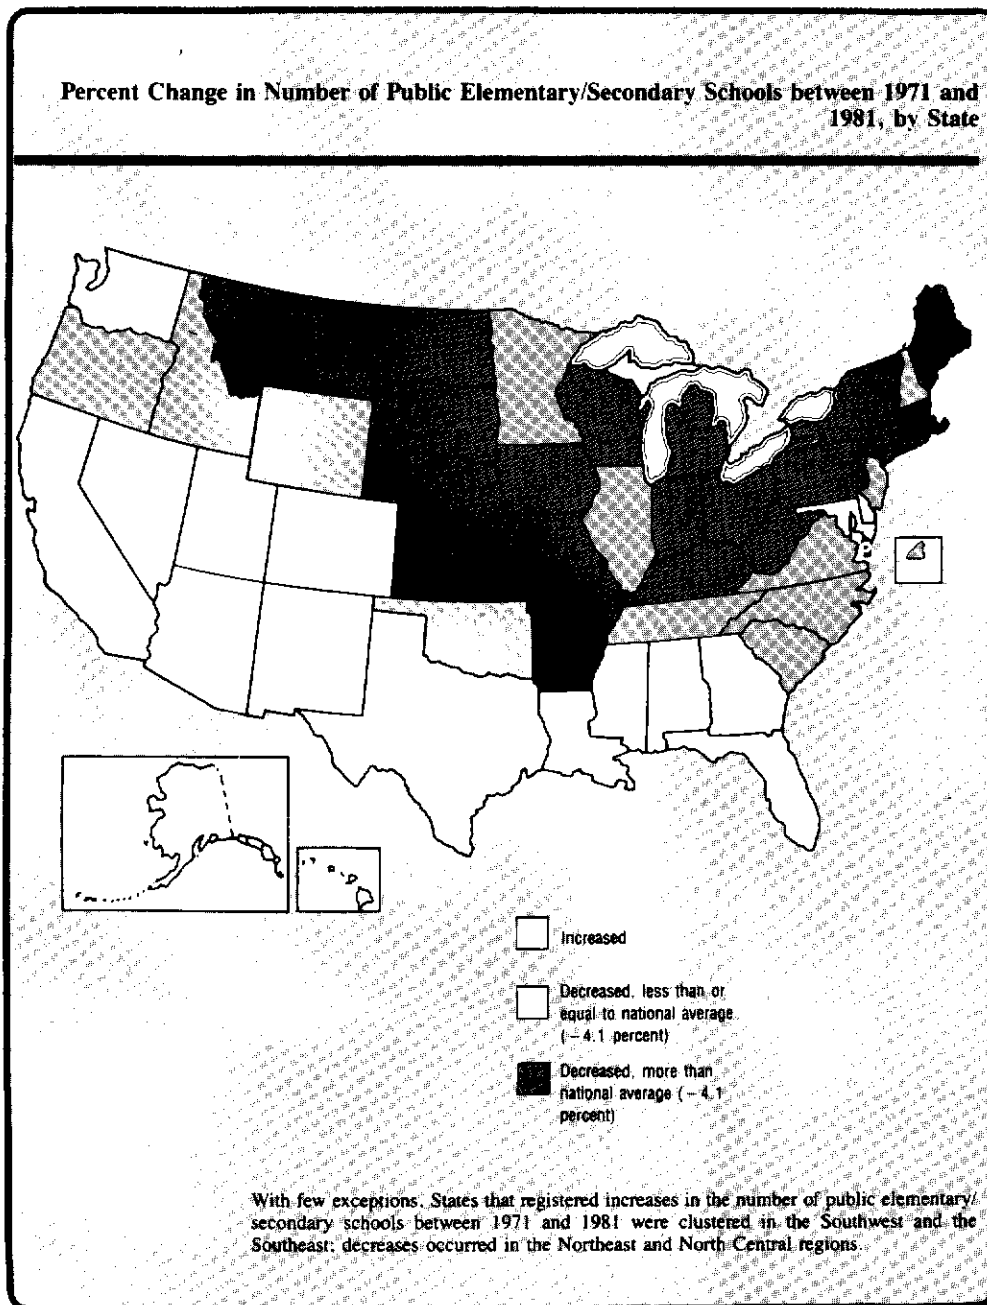 Percent Change in Number of Public Elementary/Secondary Schools between 1971 and
1981, by State
Increased
Decreased, less than or
equal to national average
(−4.1 percent)
Decreased, more than
national average (−4.1
percent)
With few exceptions, States that registered increases in the number of public elementary/
secondary schools between 1971 and 1981 were clustered in the Southwest and the
Southeast; decreases occurred in the Northeast and North Central regions.